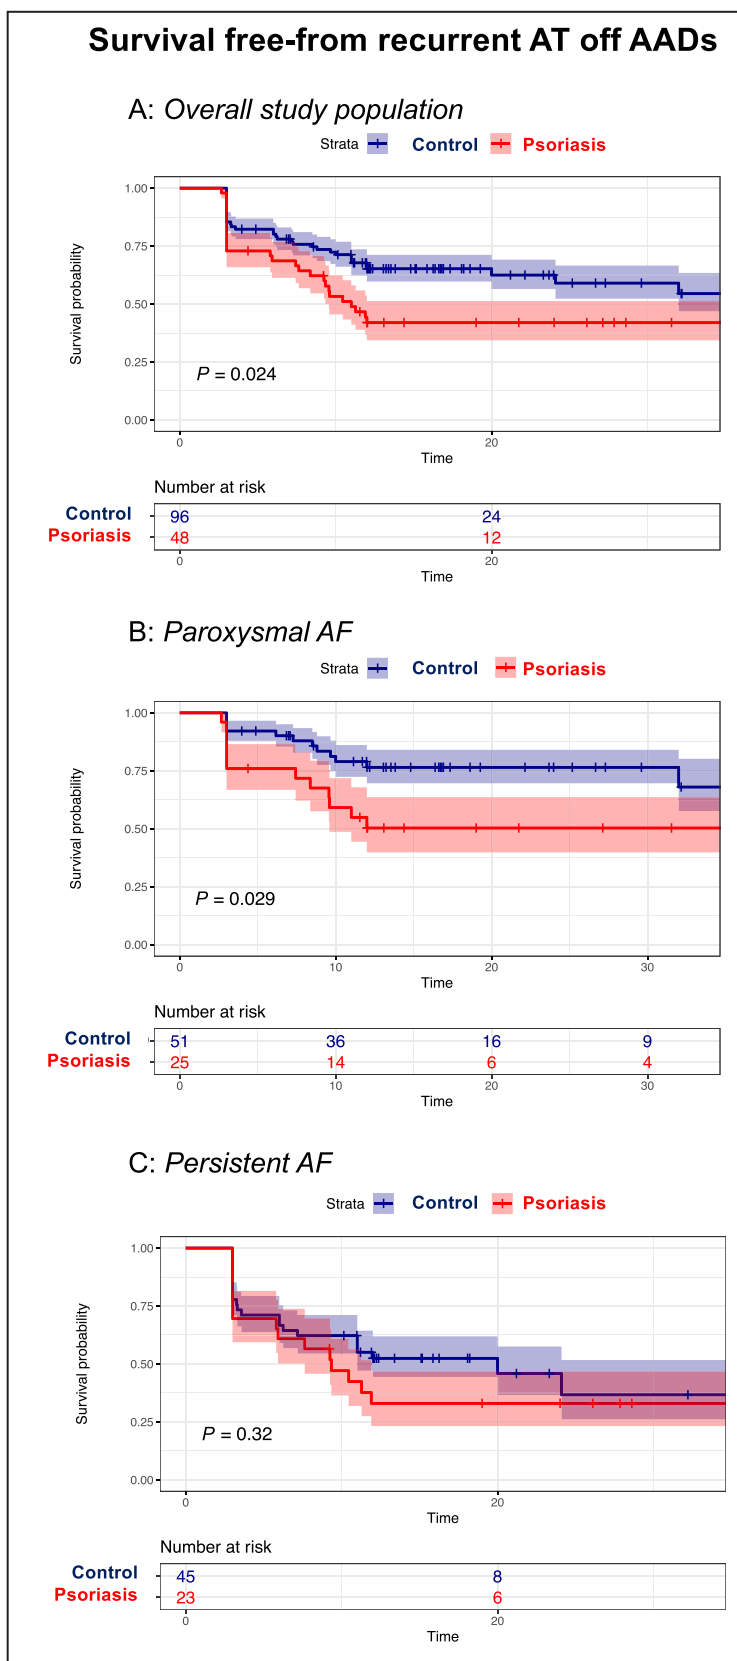 Survival free-from recurrent AT off AADs
A: Overall study population
Strata Control Psoriasis
1.00
0.75
0.50
0.25
0.00
Survival probability
P = 0.024
0 20
Time
Number at risk
Control 96 24
Psoriasis 48 12
0 20
Time
B: Paroxysmal AF
Strata Control Psoriasis
1.00
0.75
0.50
0.25
0.00
Survival probability
P = 0.029
0 10 20 30
Time
Number at risk
Control 51 36 16 9
Psoriasis 25 14 6 4
0 10 20 30
Time
C: Persistent AF
Strata Control Psoriasis
1.00
0.75
0.50
0.25
0.00
Survival probability
P = 0.32
0 20
Time
Number at risk
Control 45 8
Psoriasis 23 6
0 20
Time